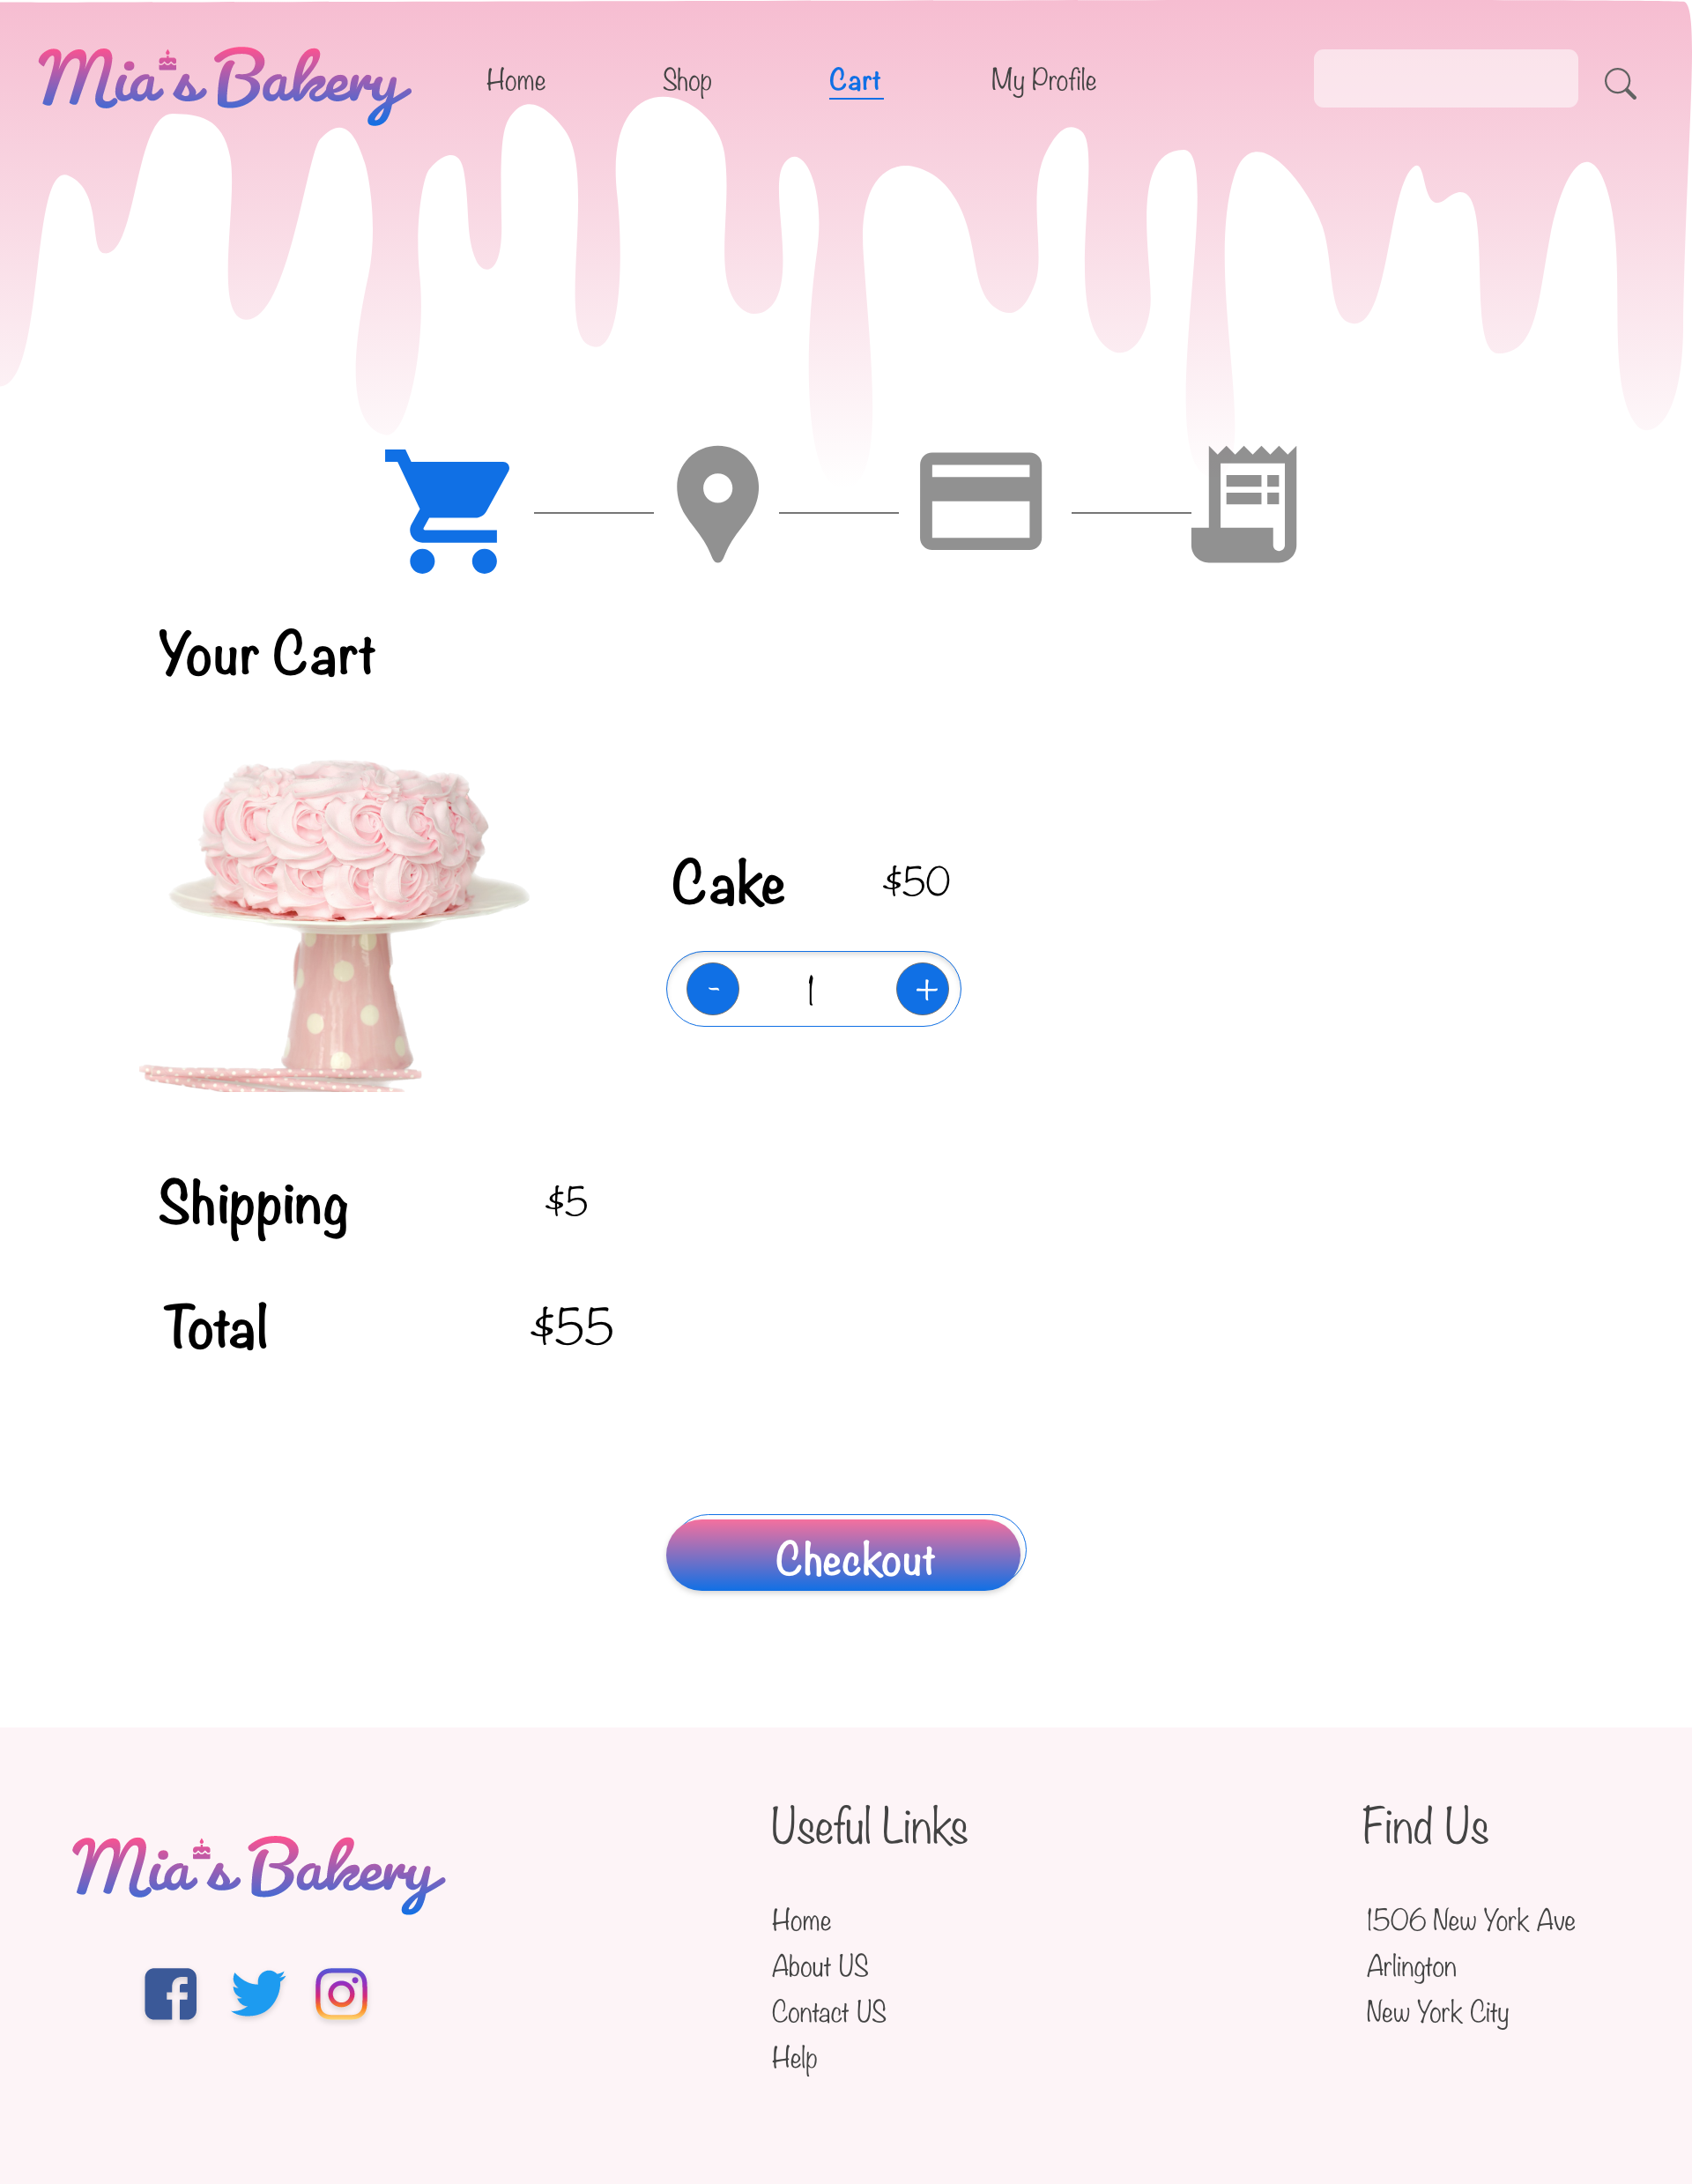 Mia's Bakery
Home
Shop
Cart
My Profile
Your Cart
Cake
$50
-
1
+
Shipping
$5
Total
$55
Checkout
Mia's Bakery
Useful Links
Home
About US
Contact US
Help
Find Us
1506 New York Ave
Arlington
New York City